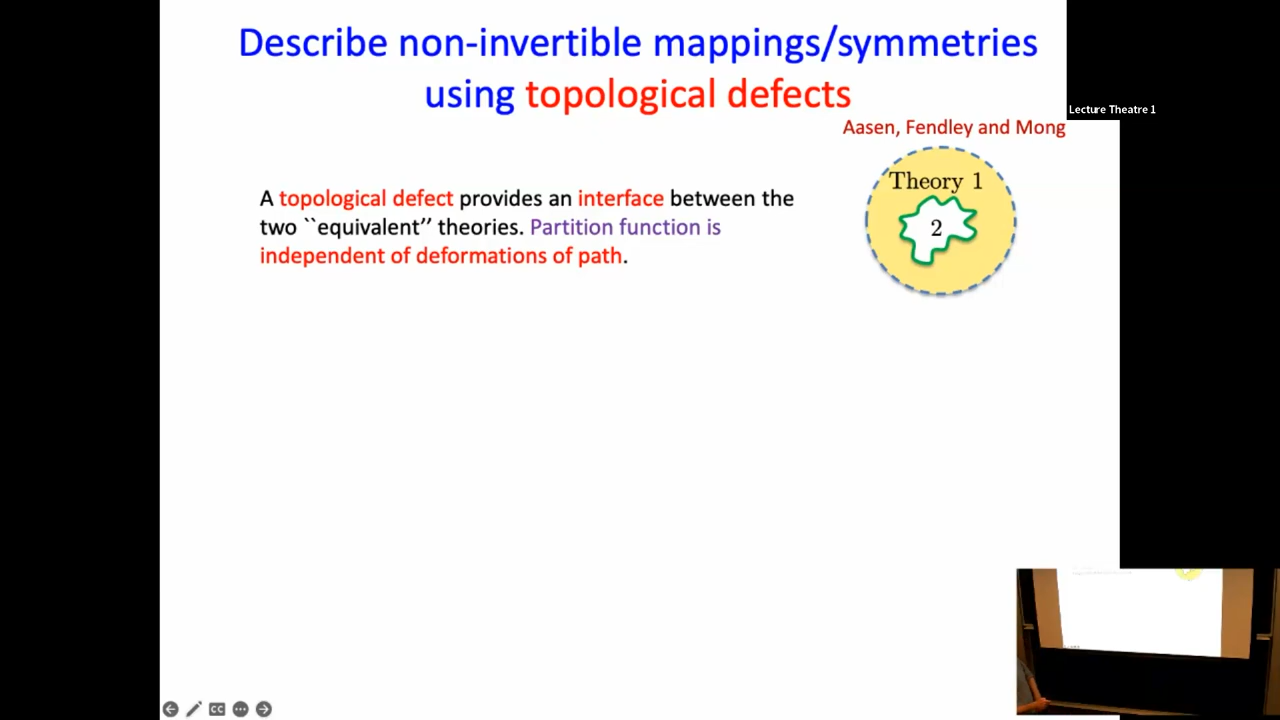 Describe non-invertible mappings/symmetries
using topological defects
Lecture Theatre 1
Aasen, Fendley and Mong
A topological defect provides an interface between the
two ``equivalent’’ theories. Partition function is
independent of deformations of path.
Theory 1
2
CC